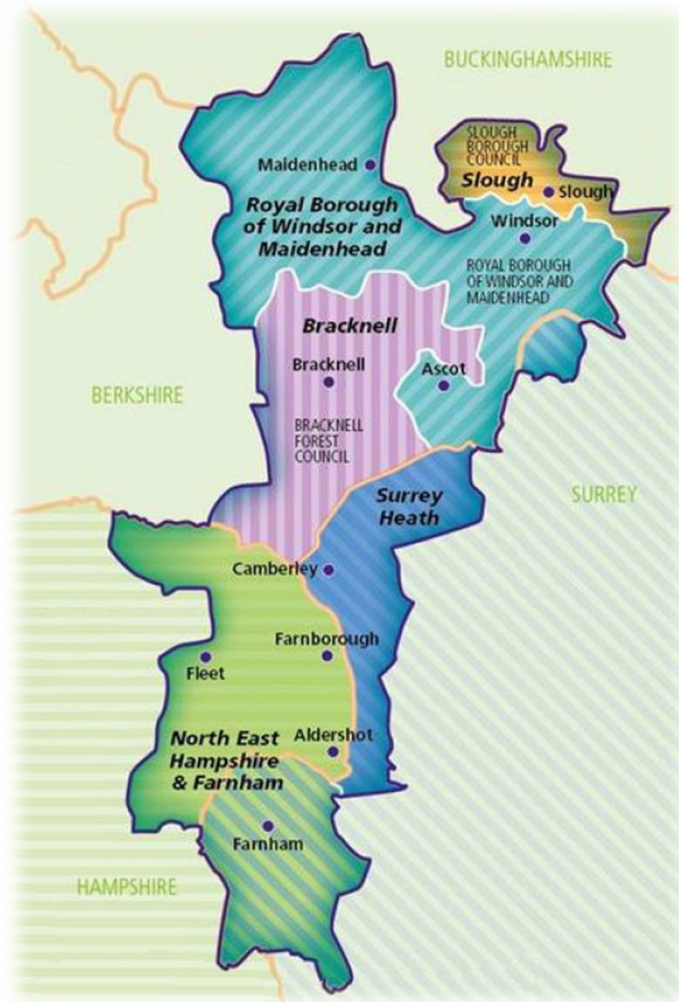 BUCKINGHAMSHIRE
SLOUGH
BOROUGH
COUNCIL
Slough
Slough
Maidenhead
Royal Borough
of Windsor and
Maidenhead
Windsor
ROYAL BOROUGH
OF WINDSOR AND
MAIDENHEAD
Bracknell
Bracknell
Ascot
BERKSHIRE
BRACKNELL
FOREST
COUNCIL
Surrey
Heath
SURREY
Camberley
Farnborough
Fleet
Aldershot
North East
Hampshire
& Farnham
Farnham
HAMPSHIRE